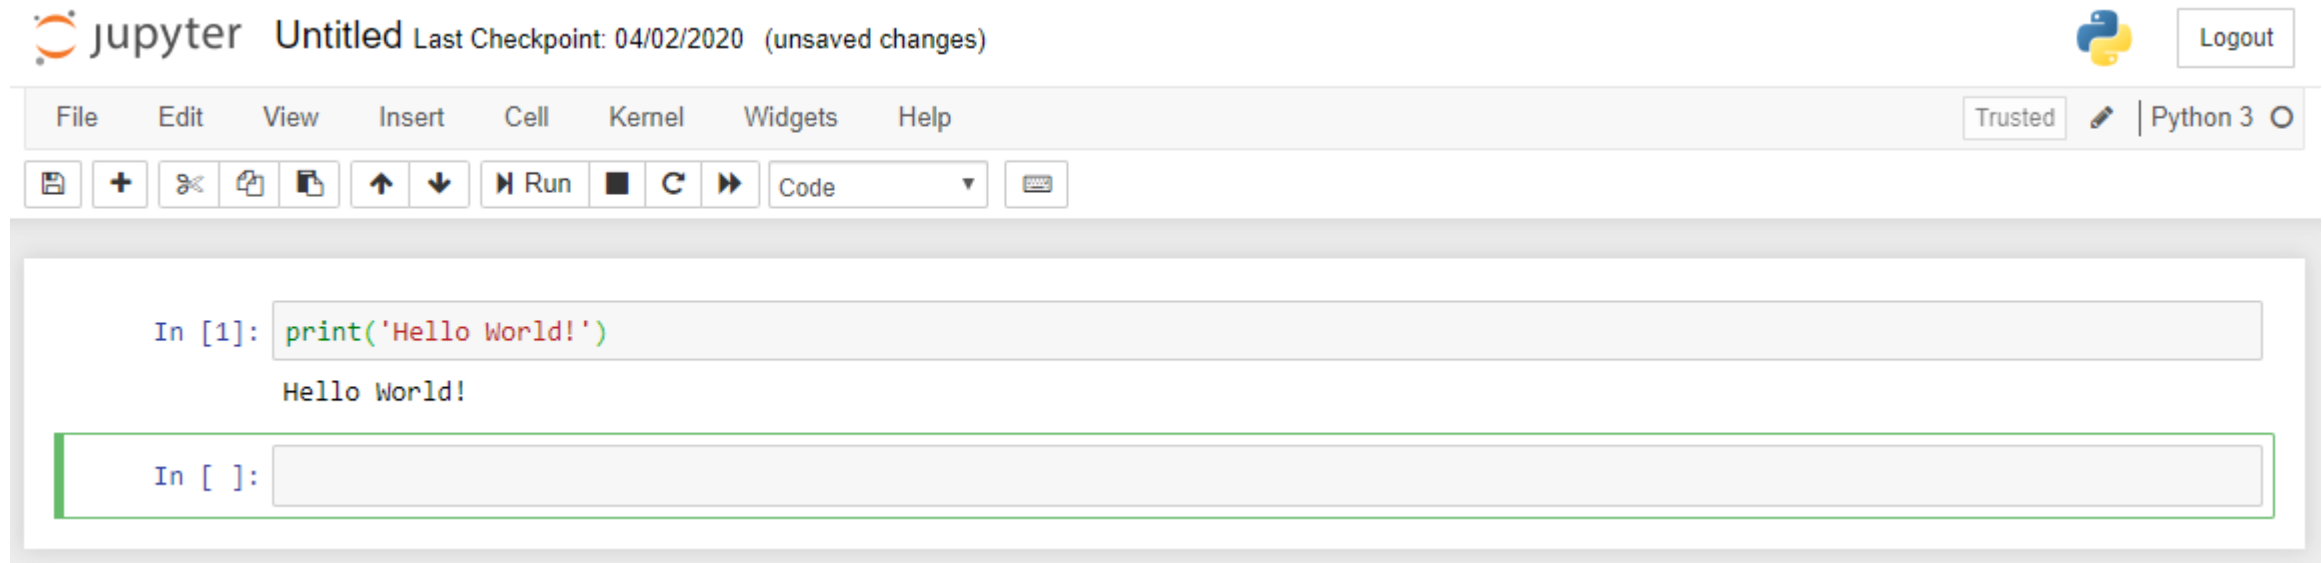 jupyter Untitled Last Checkpoint: 04/02/2020 (unsaved changes) Logout
File Edit View Insert Cell Kernel Widgets Help Trusted Python 3
Run Code
In [1]: print('Hello World!')
Hello World!
In [ ]: